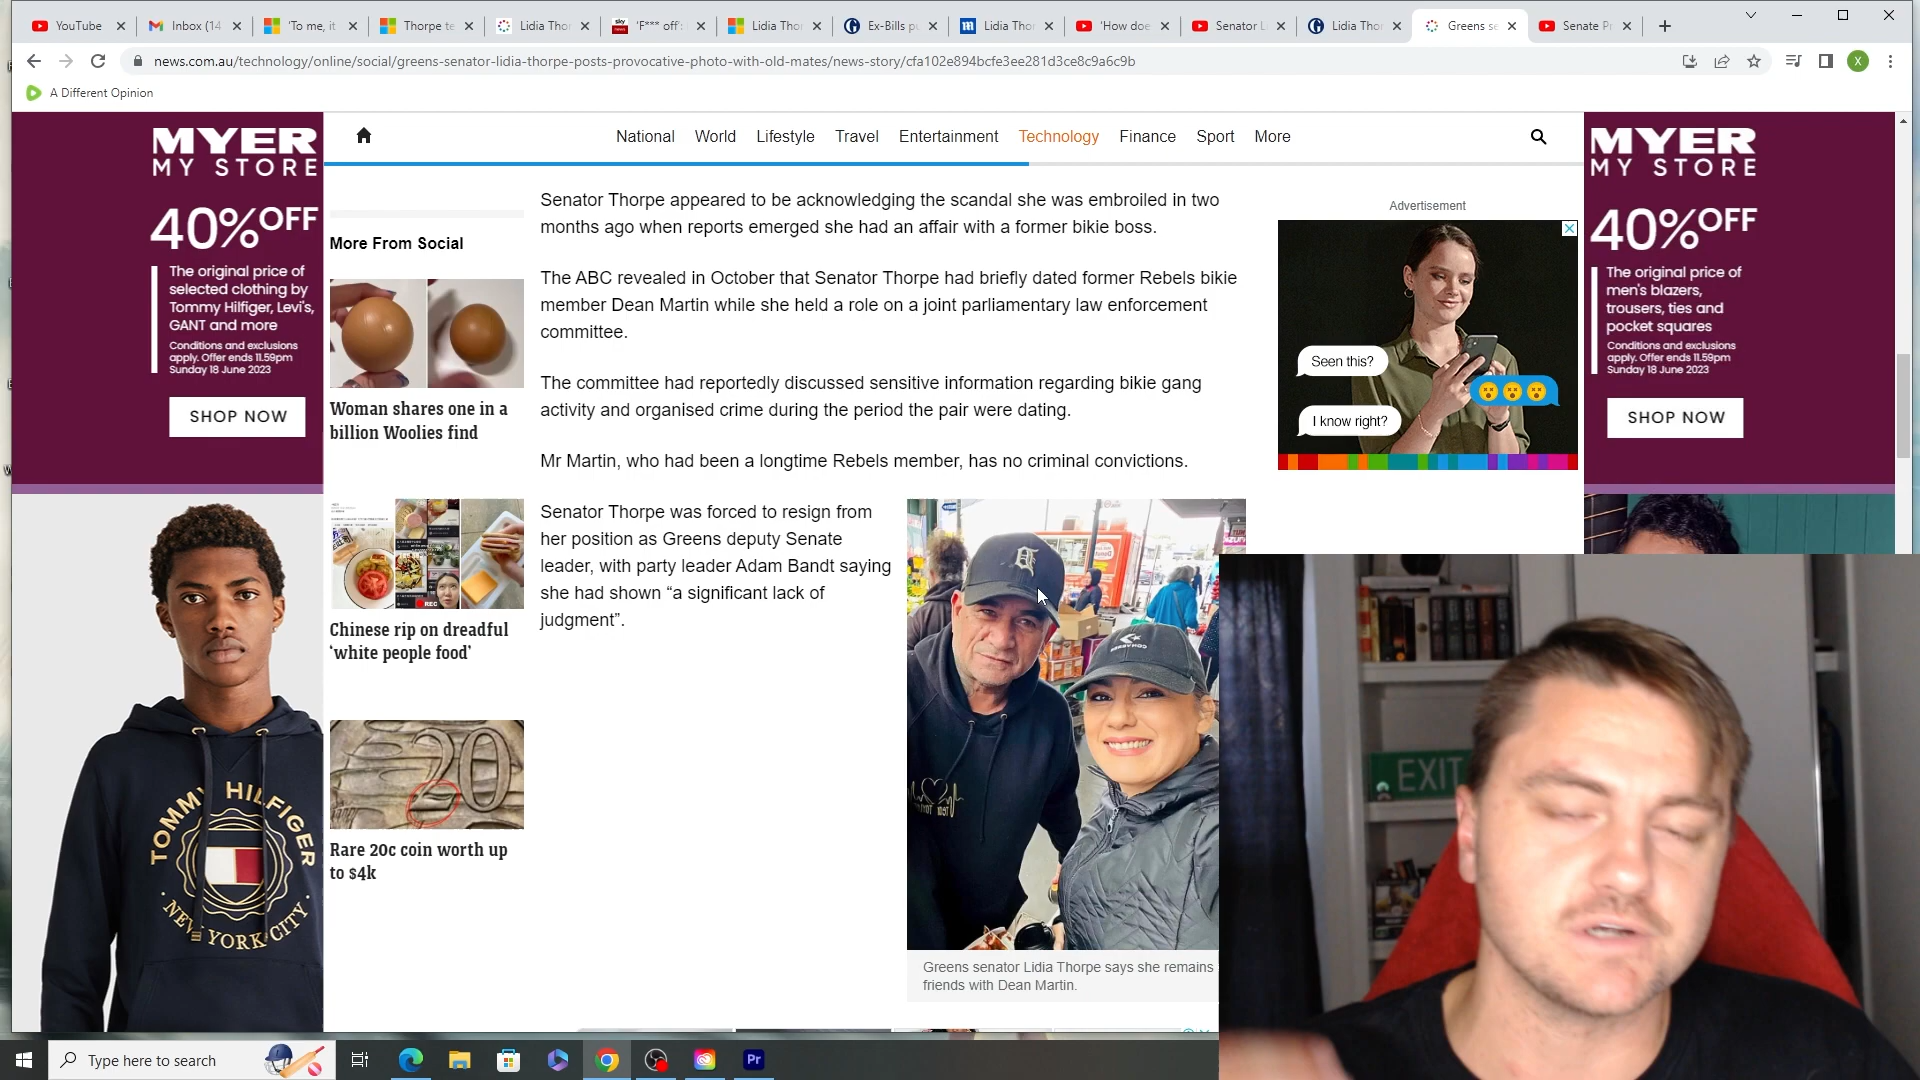 YouTube
Inbox (14
'To me, it
Thorpe te
Lidia Thor
sky
'F*** off':
Lidia Thor
Ex-Bills pu
Lidia Thor
'How doe
Senator L
Lidia Thor
Greens se
Senate Pr
news.com.au/technology/online/social/greens-senator-lidia-thorpe-posts-provocative-photo-with-old-mates/news-story/cfa102e894bcfe3ee281d3ce8c9a6c9b
X
A Different Opinion
National World Lifestyle Travel Entertainment Technology Finance Sport More
MYER
MY STORE
40%OFF
The original price of
selected clothing by
Tommy Hilfiger, Levi's,
GANT and more
Conditions and exclusions
apply. Offer ends 11.59pm
Sunday 18 June 2023
SHOP NOW
TOMMY HILFIGER
NEW YORK CITY
More From Social
Woman shares one in a
billion Woolies find
REC
Chinese rip on dreadful
‘white people food’
20
Rare 20c coin worth up
to $4k
Senator Thorpe appeared to be acknowledging the scandal she was embroiled in two
months ago when reports emerged she had an affair with a former bikie boss.
The ABC revealed in October that Senator Thorpe had briefly dated former Rebels bikie
member Dean Martin while she held a role on a joint parliamentary law enforcement
committee.
The committee had reportedly discussed sensitive information regarding bikie gang
activity and organised crime during the period the pair were dating.
Mr Martin, who had been a longtime Rebels member, has no criminal convictions.
Senator Thorpe was forced to resign from
her position as Greens deputy Senate
leader, with party leader Adam Bandt saying
she had shown “a significant lack of
judgment”.
Greens senator Lidia Thorpe says she remains
friends with Dean Martin.
Advertisement
Seen this?
I know right?
MYER
MY STORE
40%OFF
The original price of
men's blazers,
trousers, ties and
pocket squares
Conditions and exclusions
apply. Offer ends 11.59pm
Sunday 18 June 2023
SHOP NOW
EXIT
Type here to search
Pr